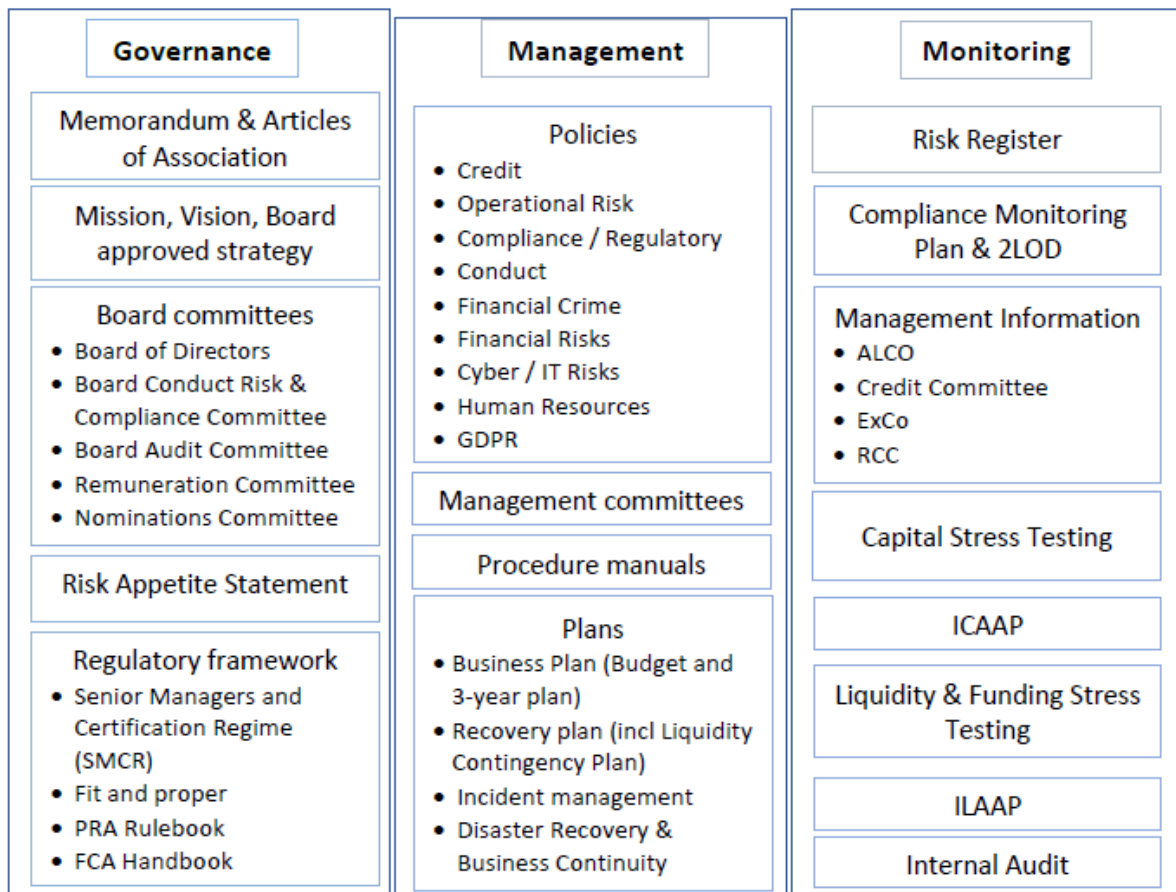 Governance
Memorandum & Articles
of Association
Mission, Vision, Board
approved strategy
Board committees
• Board of Directors
• Board Conduct Risk &
Compliance Committee
• Board Audit Committee
• Remuneration Committee
• Nominations Committee
Risk Appetite Statement
Regulatory framework
• Senior Managers and
Certification Regime
(SMCR)
• Fit and proper
• PRA Rulebook
• FCA Handbook
Management
Policies
• Credit
• Operational Risk
• Compliance / Regulatory
• Conduct
• Financial Crime
• Financial Risks
• Cyber / IT Risks
• Human Resources
• GDPR
Management committees
Procedure manuals
Plans
• Business Plan (Budget and
3-year plan)
• Recovery plan (incl Liquidity
Contingency Plan)
• Incident management
• Disaster Recovery &
Business Continuity
Monitoring
Risk Register
Compliance Monitoring
Plan & 2LOD
Management Information
• ALCO
• Credit Committee
• ExCo
• RCC
Capital Stress Testing
ICAAP
Liquidity & Funding Stress
Testing
ILAAP
Internal Audit